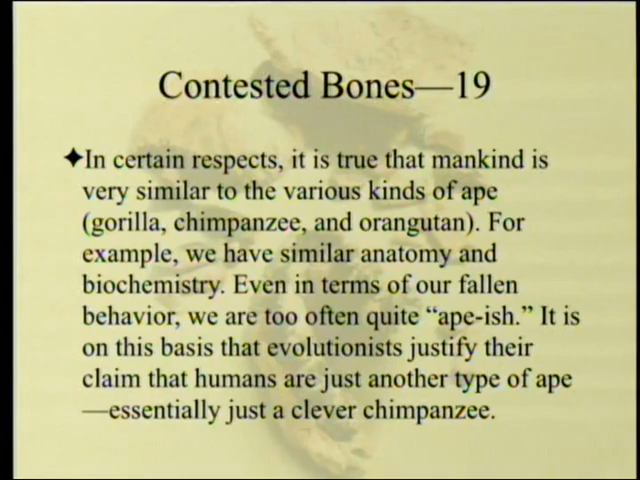 Contested Bones—19
✦In certain respects, it is true that mankind is
very similar to the various kinds of ape
(gorilla, chimpanzee, and orangutan). For
example, we have similar anatomy and
biochemistry. Even in terms of our fallen
behavior, we are too often quite “ape-ish.” It is
on this basis that evolutionists justify their
claim that humans are just another type of ape
—essentially just a clever chimpanzee.